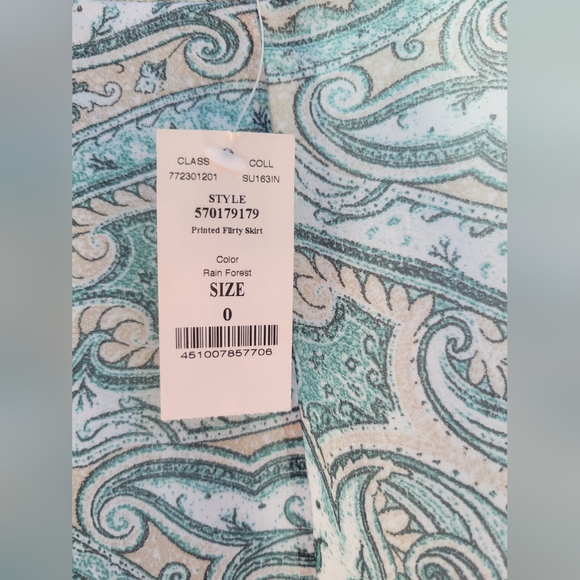 CLASS COLL
772301201 SU163IN
STYLE
570179179
Printed Flirty Skirt
Color
Rain Forest
SIZE
0
451007857706